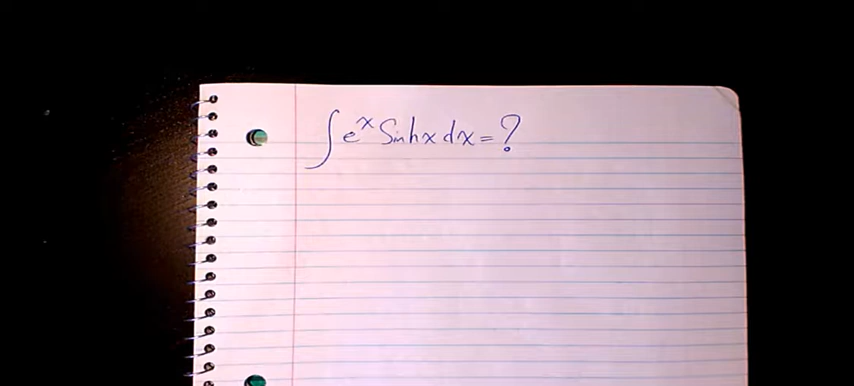 ∫ e^x Sinhx dx = ?